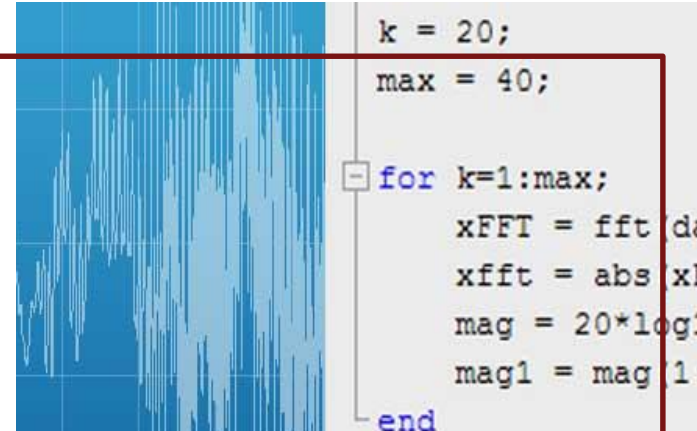 k = 20;
max = 40;
for k=1:max;
xFFT = fft(da
xfft = abs(x
mag = 20*log
mag1 = mag(1
end